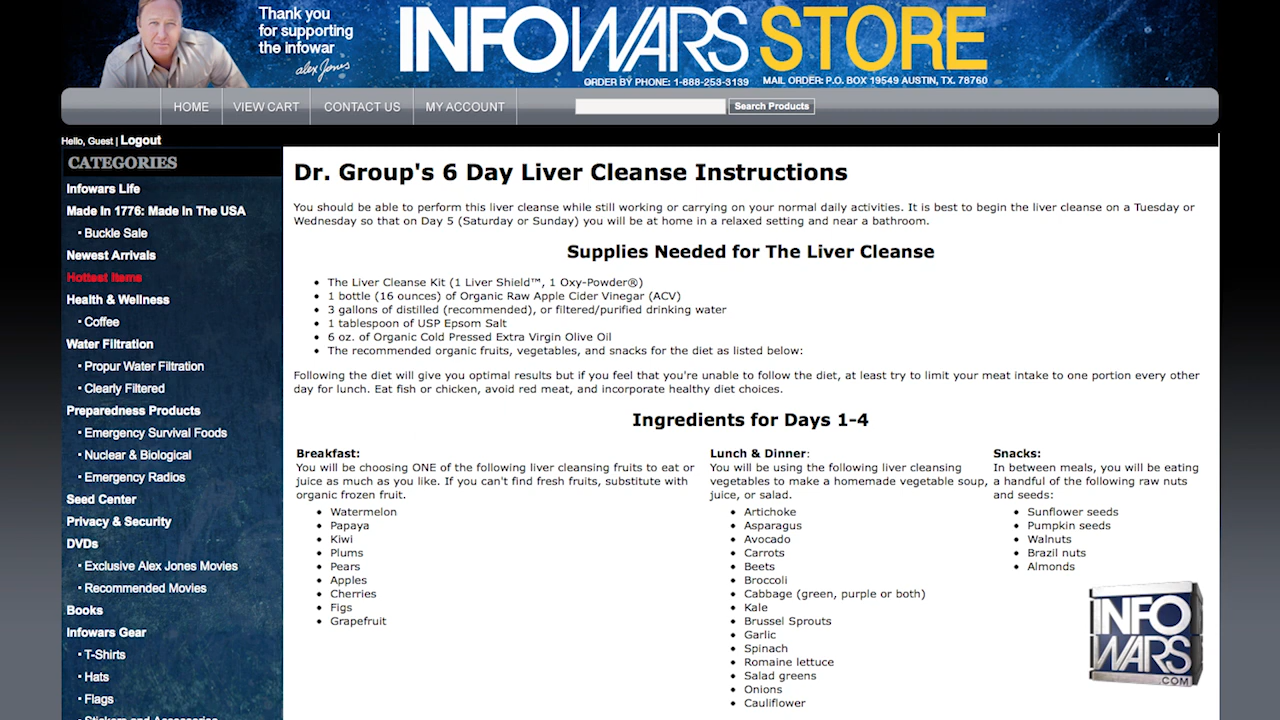 Thank you
for supporting
the infowar
alex Jones
INFOWARS STORE
ORDER BY PHONE: 1-888-253-3139 MAIL ORDER: P.O. BOX 19549 AUSTIN, TX. 78760
HOME VIEW CART CONTACT US MY ACCOUNT Search Products
Hello, Guest | Logout
CATEGORIES
Infowars Life
Made In 1776: Made In The USA
Buckle Sale
Newest Arrivals
Hottest Items
Health & Wellness
Coffee
Water Filtration
Propur Water Filtration
Clearly Filtered
Preparedness Products
Emergency Survival Foods
Nuclear & Biological
Emergency Radios
Seed Center
Privacy & Security
DVDs
Exclusive Alex Jones Movies
Recommended Movies
Books
Infowars Gear
T-Shirts
Hats
Flags
Stickers and Accessories
Dr. Group's 6 Day Liver Cleanse Instructions
You should be able to perform this liver cleanse while still working or carrying on your normal daily activities. It is best to begin the liver cleanse on a Tuesday or
Wednesday so that on Day 5 (Saturday or Sunday) you will be at home in a relaxed setting and near a bathroom.
Supplies Needed for The Liver Cleanse
The Liver Cleanse Kit (1 Liver Shield™, 1 Oxy-Powder®)
1 bottle (16 ounces) of Organic Raw Apple Cider Vinegar (ACV)
3 gallons of distilled (recommended), or filtered/purified drinking water
1 tablespoon of USP Epsom Salt
6 oz. of Organic Cold Pressed Extra Virgin Olive Oil
The recommended organic fruits, vegetables, and snacks for the diet as listed below:
Following the diet will give you optimal results but if you feel that you're unable to follow the diet, at least try to limit your meat intake to one portion every other
day for lunch. Eat fish or chicken, avoid red meat, and incorporate healthy diet choices.
Ingredients for Days 1-4
Breakfast:
You will be choosing ONE of the following liver cleansing fruits to eat or
juice as much as you like. If you can't find fresh fruits, substitute with
organic frozen fruit.
Watermelon
Papaya
Kiwi
Plums
Pears
Apples
Cherries
Figs
Grapefruit
Lunch & Dinner:
You will be using the following liver cleansing
vegetables to make a homemade vegetable soup,
juice, or salad.
Artichoke
Asparagus
Avocado
Carrots
Beets
Broccoli
Cabbage (green, purple or both)
Kale
Brussel Sprouts
Garlic
Spinach
Romaine lettuce
Salad greens
Onions
Cauliflower
Snacks:
In between meals, you will be eating
a handful of the following raw nuts
and seeds:
Sunflower seeds
Pumpkin seeds
Walnuts
Brazil nuts
Almonds
INFO
WARS
.COM